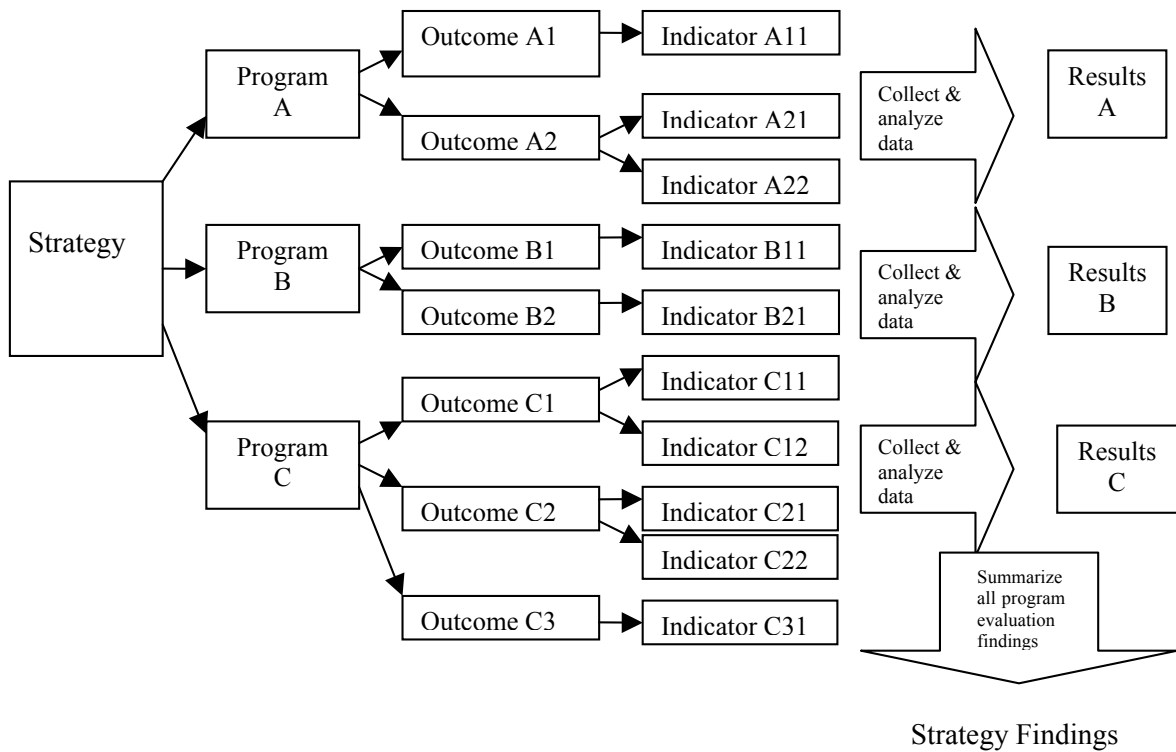 Strategy
Program
A
Outcome A1
Indicator A11
Outcome A2
Indicator A21
Indicator A22
Collect &
analyze
data
Results
A
Program
B
Outcome B1
Indicator B11
Outcome B2
Indicator B21
Collect &
analyze
data
Results
B
Program
C
Outcome C1
Indicator C11
Indicator C12
Outcome C2
Indicator C21
Indicator C22
Outcome C3
Indicator C31
Collect &
analyze
data
Results
C
Summarize
all program
evaluation
findings
Strategy Findings